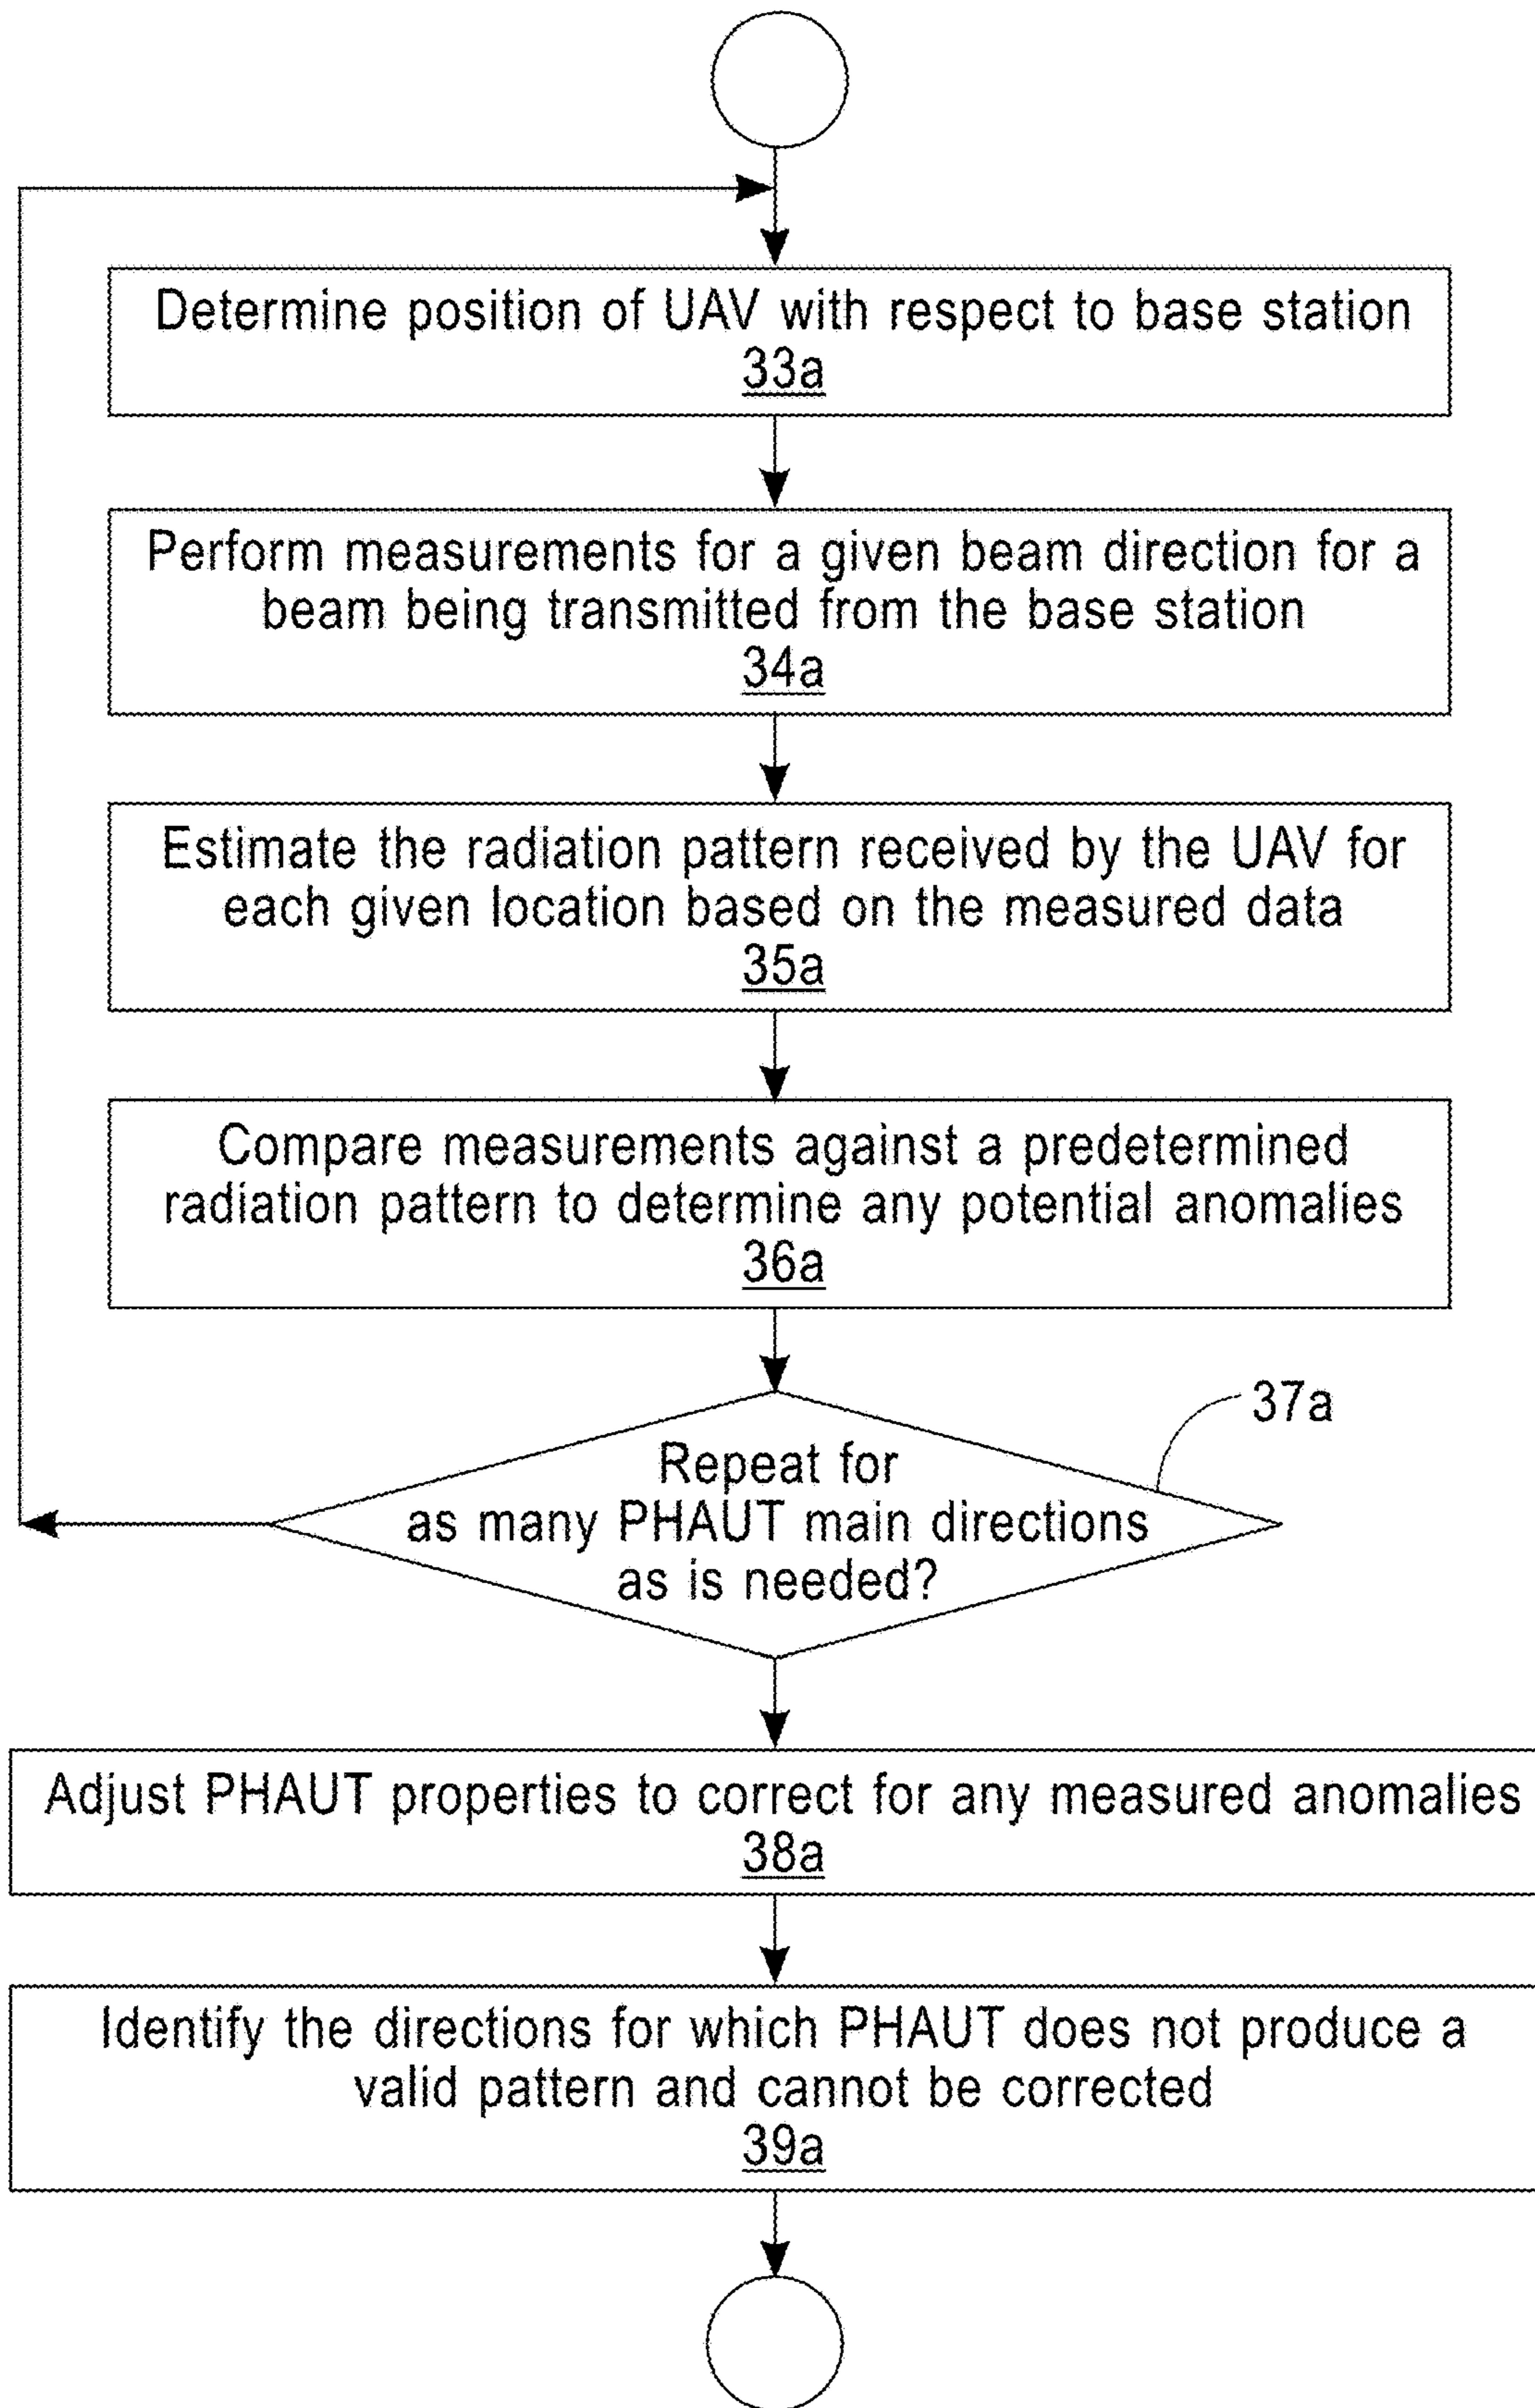 Determine position of UAV with respect to base station
33a
Perform measurements for a given beam direction for a
beam being transmitted from the base station
34a
Estimate the radiation pattern received by the UAV for
each given location based on the measured data
35a
Compare measurements against a predetermined
radiation pattern to determine any potential anomalies
36a
37a
Repeat for
as many PHAUT main directions
as is needed?
Adjust PHAUT properties to correct for any measured anomalies
38a
Identify the directions for which PHAUT does not produce a
valid pattern and cannot be corrected
39a